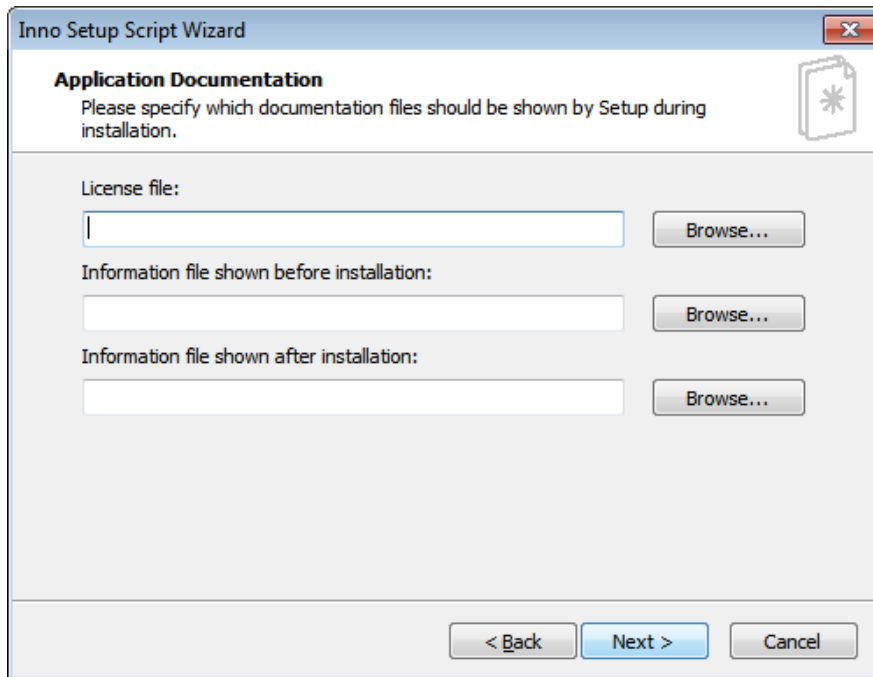 Inno Setup Script Wizard
Application Documentation
Please specify which documentation files should be shown by Setup during
installation.
License file:
Browse...
Information file shown before installation:
Browse...
Information file shown after installation:
Browse...
< Back
Next >
Cancel